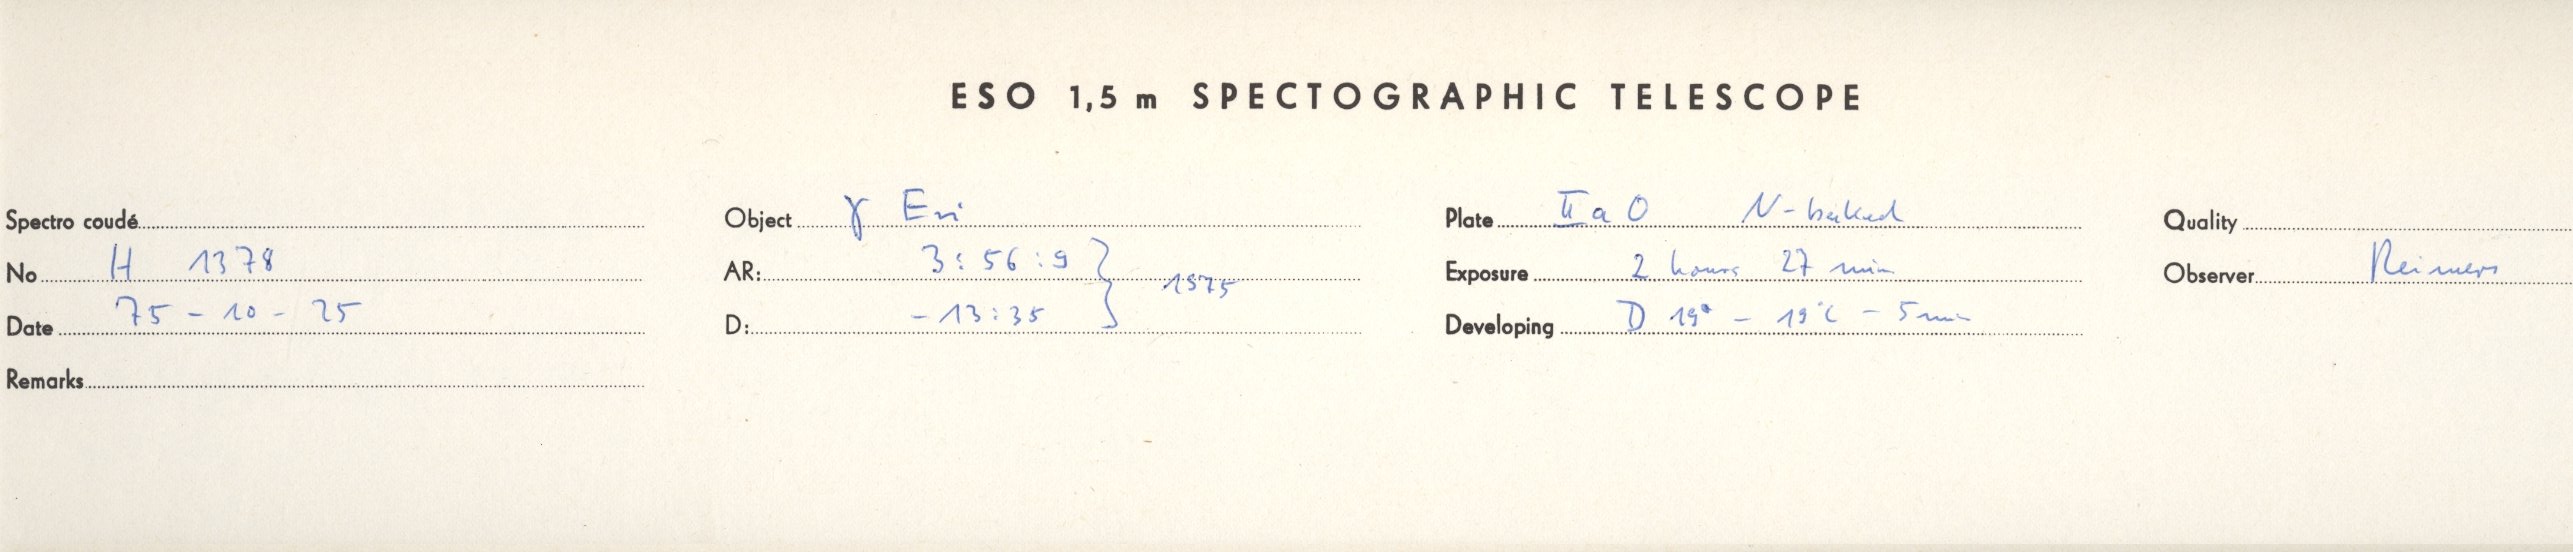 ESO 1,5 m SPECTOGRAPHIC TELESCOPE
Spectro coudé
No H 1378
Date 75 - 10 - 25
Remarks
Object γ Eri
AR: 3:56:9
D: -13:35
} 1975
Plate IIa O N-baked
Exposure 2 hours 27 min
Developing D 19ᵃ - 19°C - 5 min
Quality
Observer Reimers